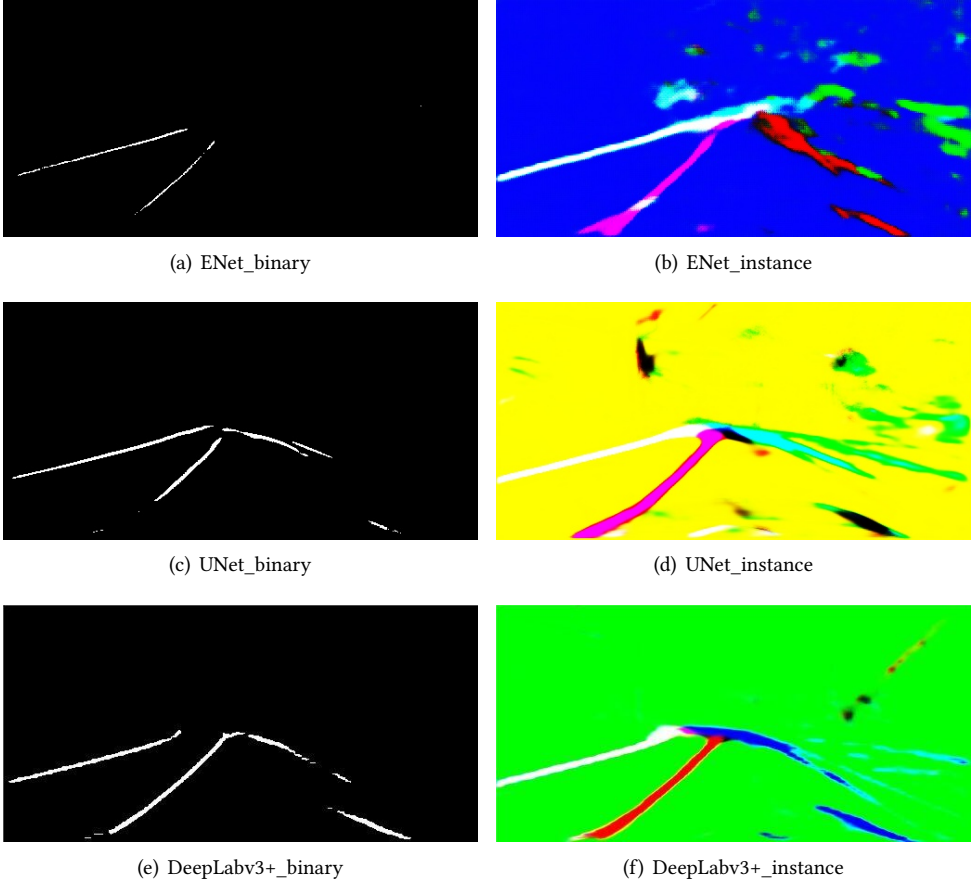 (a) ENet_binary
(b) ENet_instance
(c) UNet_binary
(d) UNet_instance
(e) DeepLabv3+_binary
(f) DeepLabv3+_instance